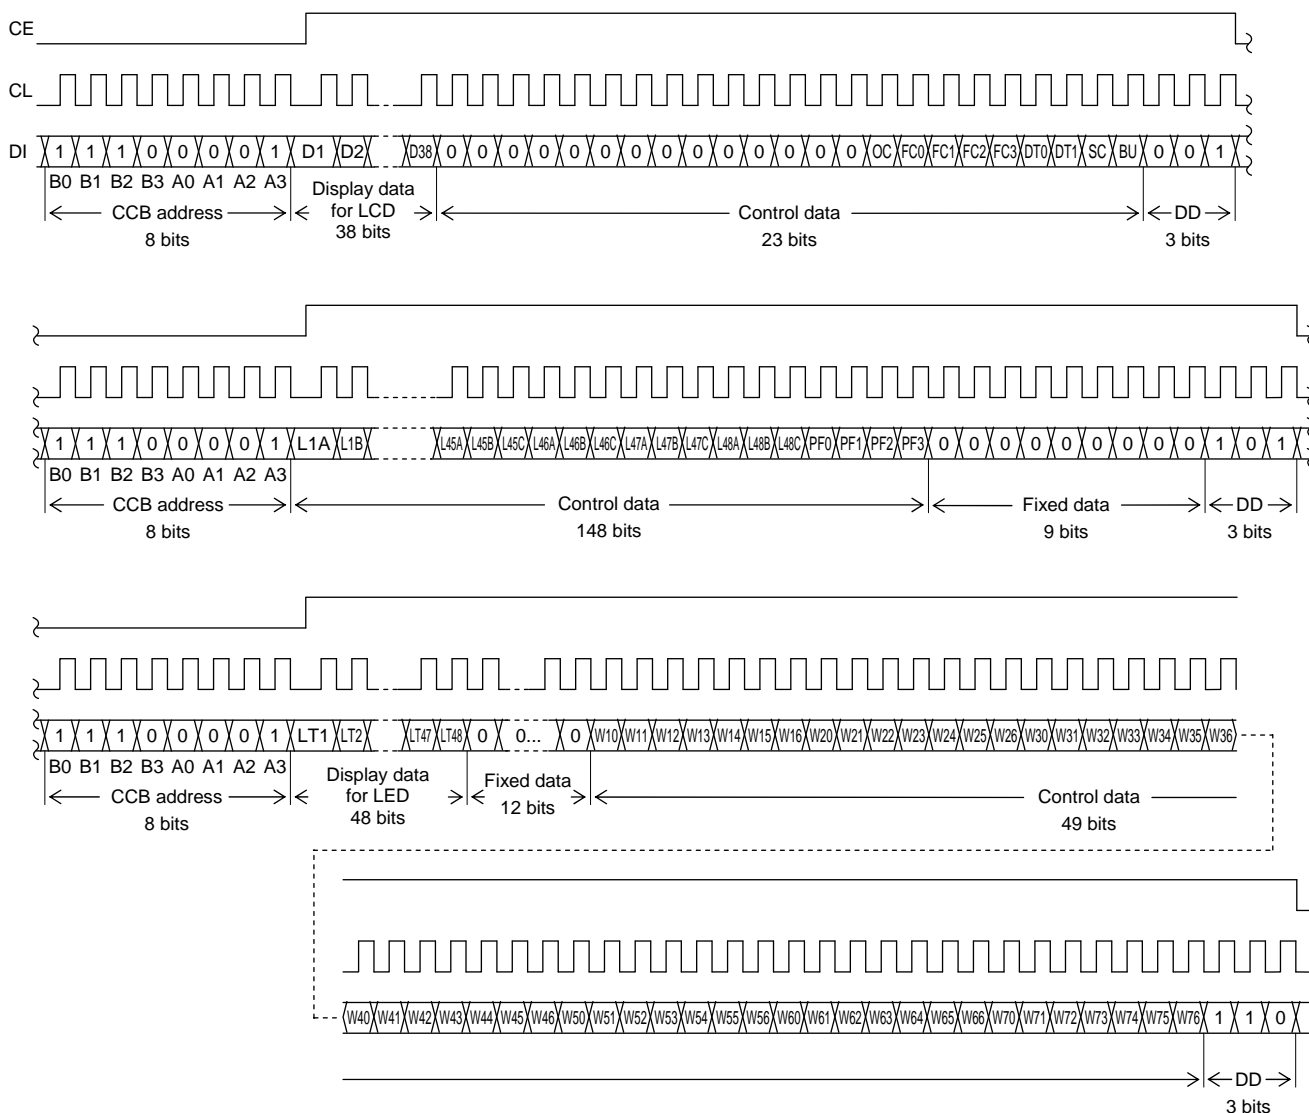 CE
CL
DI 1 1 1 0 0 0 0 1 D1 D2 D38 0 0 0 0 0 0 0 0 0 0 0 0 0 0 OC FC0 FC1 FC2 FC3 DT0 DT1 SC BU 0 0 1
B0 B1 B2 B3 A0 A1 A2 A3
CCB address
8 bits
Display data
for LCD
38 bits
Control data
23 bits
DD
3 bits
1 1 1 0 0 0 0 1 L1A L1B L45A L45B L45C L46A L46B L46C L47A L47B L47C L48A L48B L48C PF0 PF1 PF2 PF3 0 0 0 0 0 0 0 0 0 1 0 1
B0 B1 B2 B3 A0 A1 A2 A3
CCB address
8 bits
Control data
148 bits
Fixed data
9 bits
DD
3 bits
1 1 1 0 0 0 0 1 LT1 LT2 LT47 LT48 0 0... 0 W10 W11 W12 W13 W14 W15 W16 W20 W21 W22 W23 W24 W25 W26 W30 W31 W32 W33 W34 W35 W36
B0 B1 B2 B3 A0 A1 A2 A3
CCB address
8 bits
Display data
for LED
48 bits
Fixed data
12 bits
Control data
49 bits
W40 W41 W42 W43 W44 W45 W46 W50 W51 W52 W53 W54 W55 W56 W60 W61 W62 W63 W64 W65 W66 W70 W71 W72 W73 W74 W75 W76 1 1 0
DD
3 bits